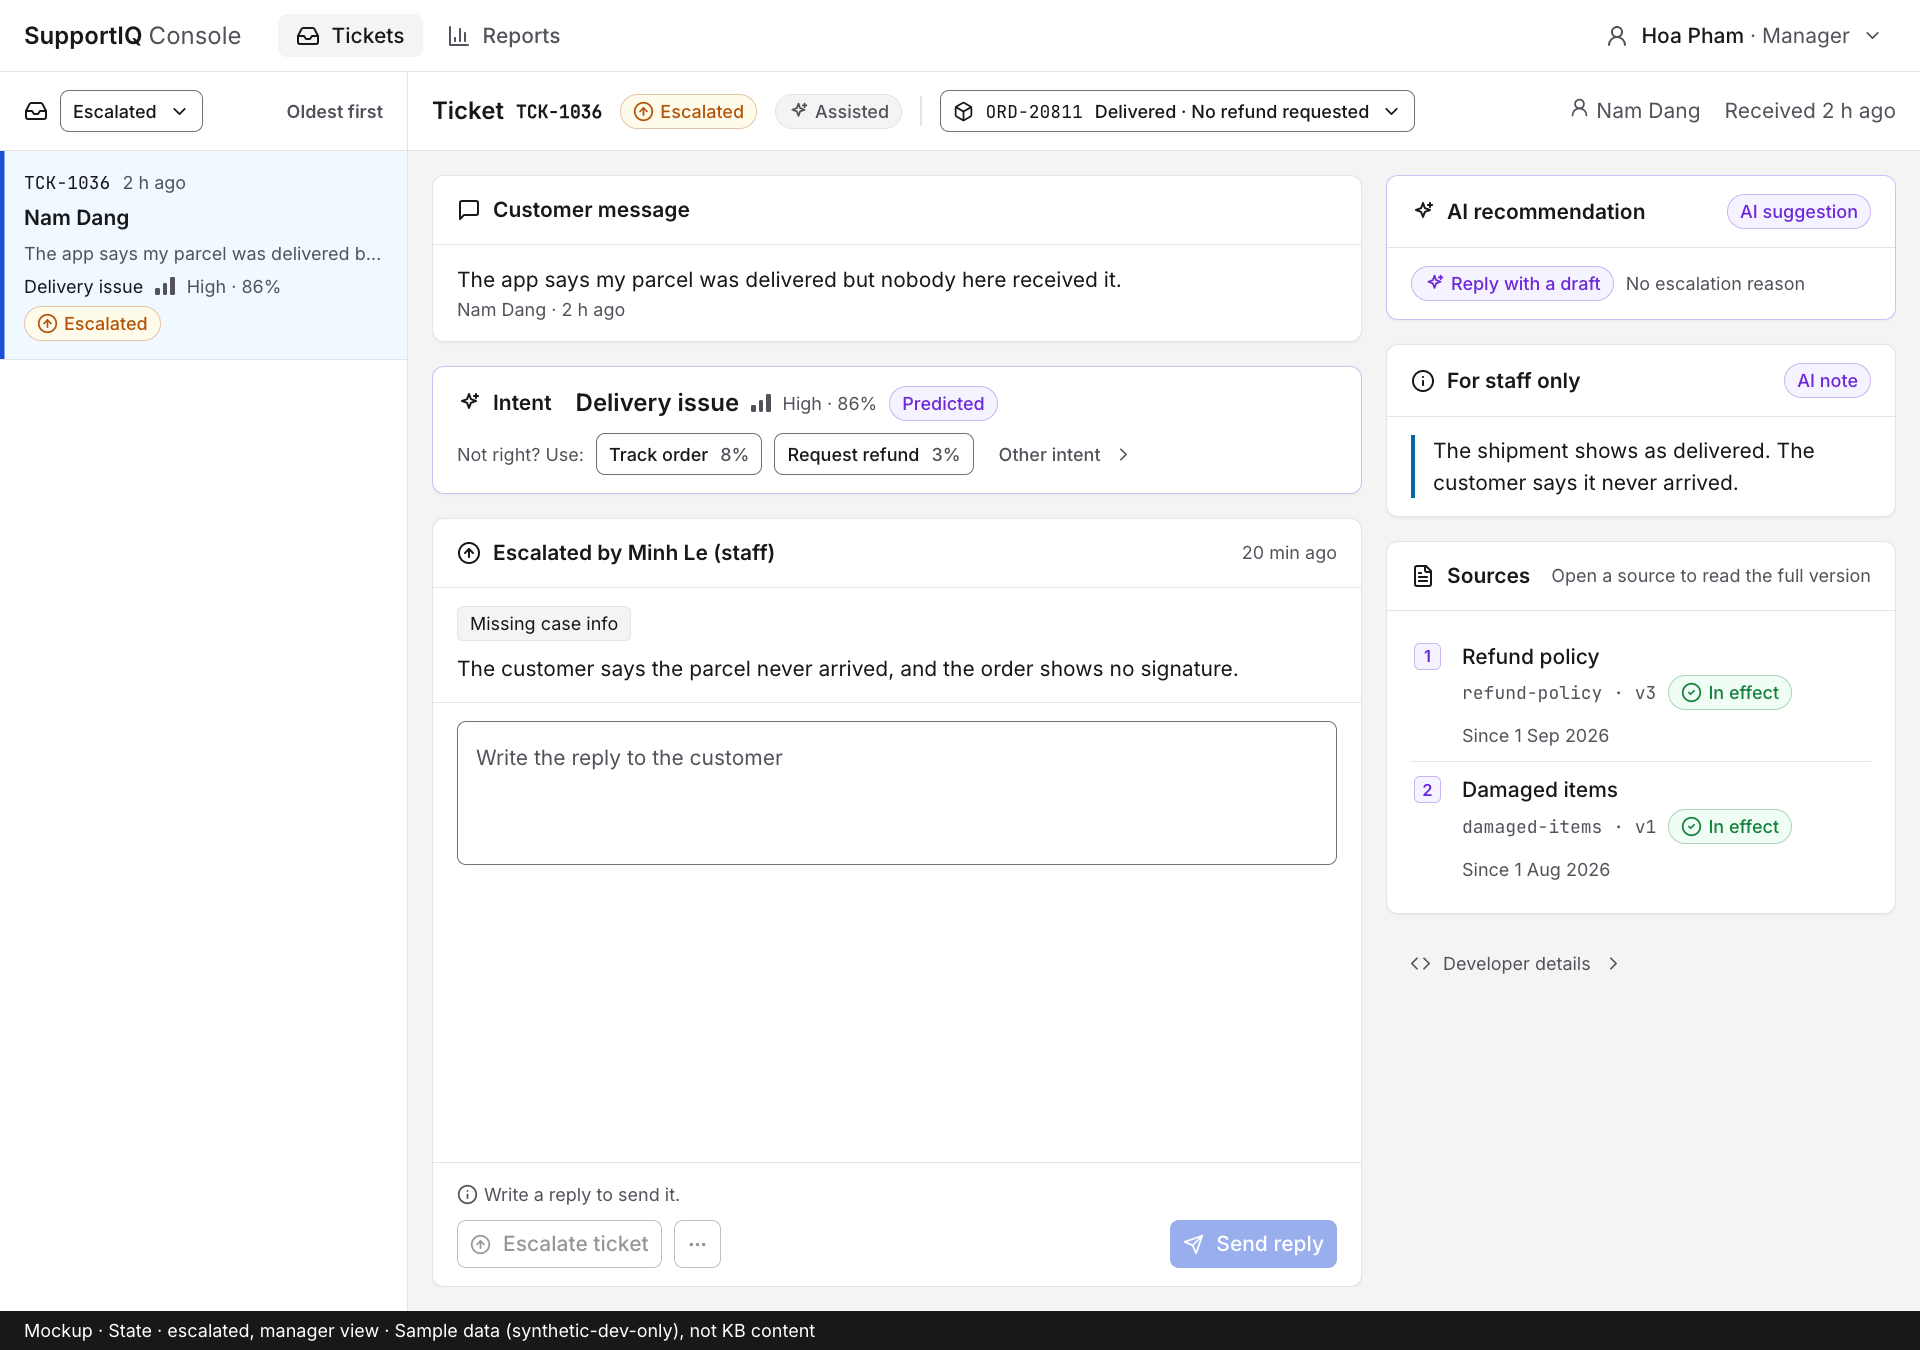 SupportIQ Console
Tickets
Reports
Hoa Pham · Manager
Escalated
Oldest first
Ticket TCK-1036
Escalated
Assisted
ORD-20811 Delivered · No refund requested
Nam Dang
Received 2 h ago
TCK-1036 2 h ago
Nam Dang
The app says my parcel was delivered b...
Delivery issue High · 86%
Escalated
Customer message
The app says my parcel was delivered but nobody here received it.
Nam Dang · 2 h ago
Intent Delivery issue High · 86% Predicted
Not right? Use: Track order 8% Request refund 3% Other intent
Escalated by Minh Le (staff)
20 min ago
Missing case info
The customer says the parcel never arrived, and the order shows no signature.
Write the reply to the customer
Write a reply to send it.
Escalate ticket
Send reply
AI recommendation
AI suggestion
Reply with a draft No escalation reason
For staff only
AI note
The shipment shows as delivered. The
customer says it never arrived.
Sources Open a source to read the full version
1 Refund policy
refund-policy · v3 In effect
Since 1 Sep 2026
2 Damaged items
damaged-items · v1 In effect
Since 1 Aug 2026
Developer details
Mockup · State · escalated, manager view · Sample data (synthetic-dev-only), not KB content